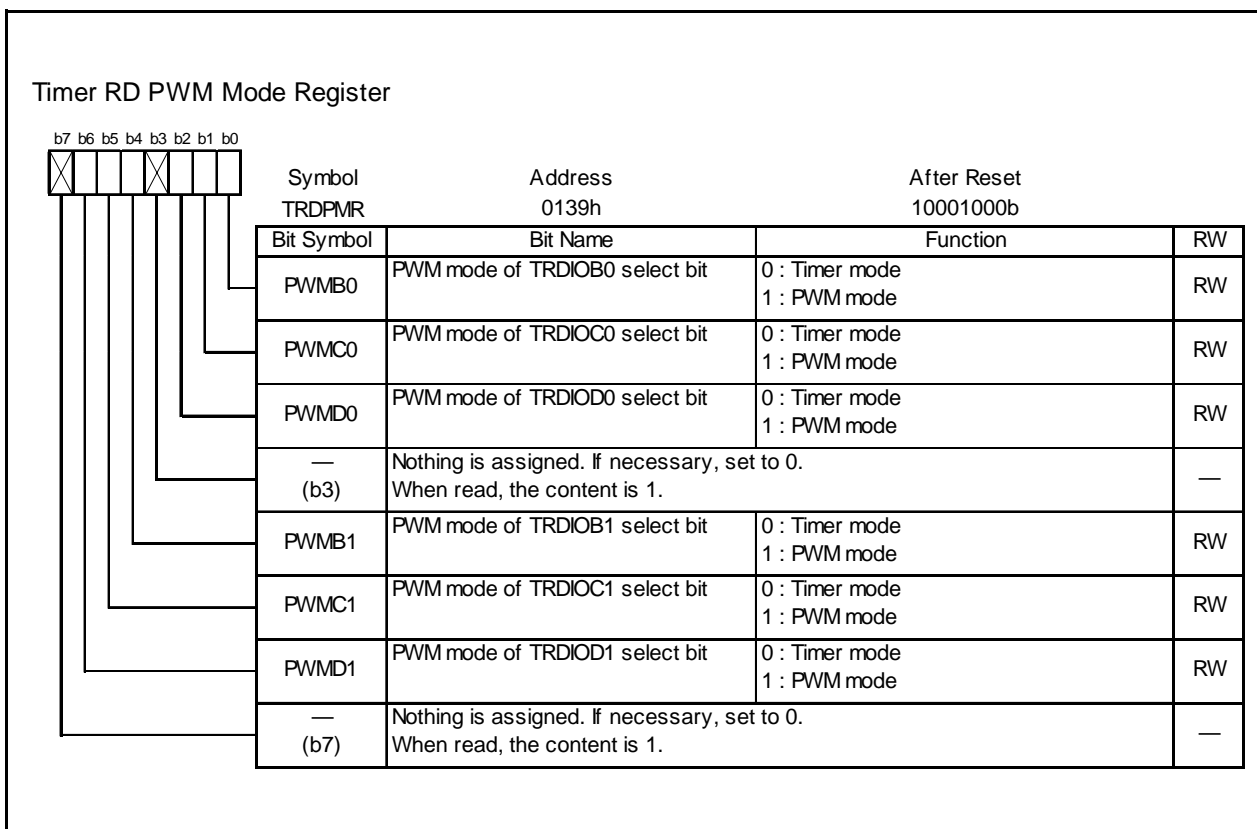 Timer RD PWM Mode Register
b7 b6 b5 b4 b3 b2 b1 b0
Symbol Address After Reset
TRDPMR 0139h 10001000b
Bit Symbol Bit Name Function RW
PWMB0 PWM mode of TRDIOB0 select bit 0 : Timer mode
1 : PWM mode RW
PWMC0 PWM mode of TRDIOC0 select bit 0 : Timer mode
1 : PWM mode RW
PWMD0 PWM mode of TRDIOD0 select bit 0 : Timer mode
1 : PWM mode RW
— Nothing is assigned. If necessary, set to 0.
(b3) When read, the content is 1. —
PWMB1 PWM mode of TRDIOB1 select bit 0 : Timer mode
1 : PWM mode RW
PWMC1 PWM mode of TRDIOC1 select bit 0 : Timer mode
1 : PWM mode RW
PWMD1 PWM mode of TRDIOD1 select bit 0 : Timer mode
1 : PWM mode RW
— Nothing is assigned. If necessary, set to 0.
(b7) When read, the content is 1. —